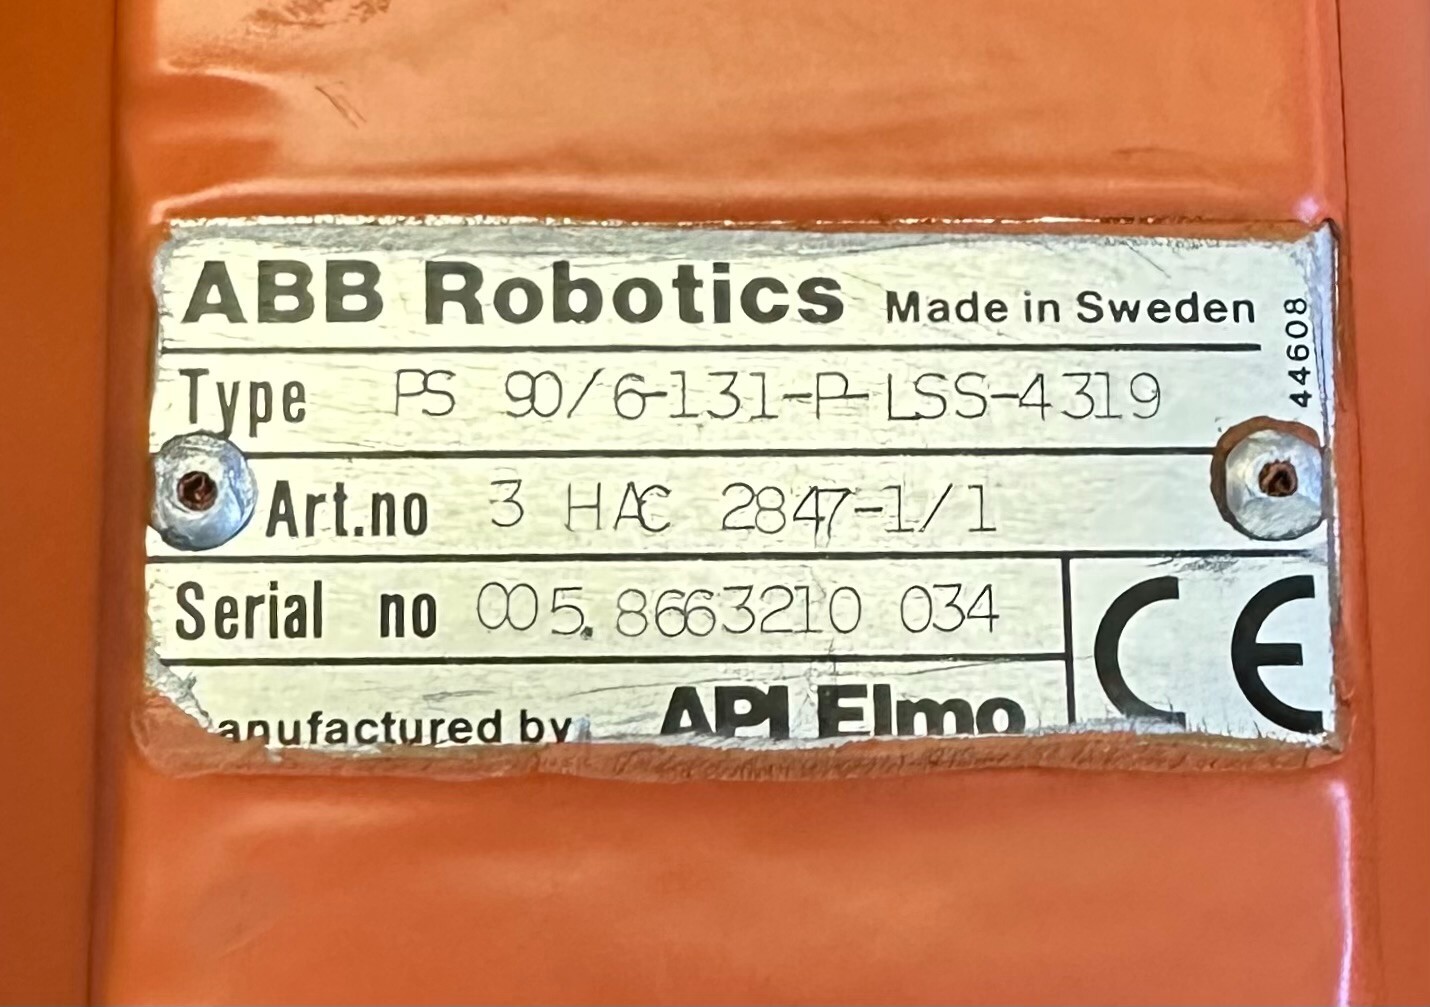 ABB Robotics Made in Sweden
44608
Type PS 90/6-131-P-LSS-4319
Art.no 3 HAC 2847-1/1
Serial no 005.8663210 034
anufactured by API Elmo
CE